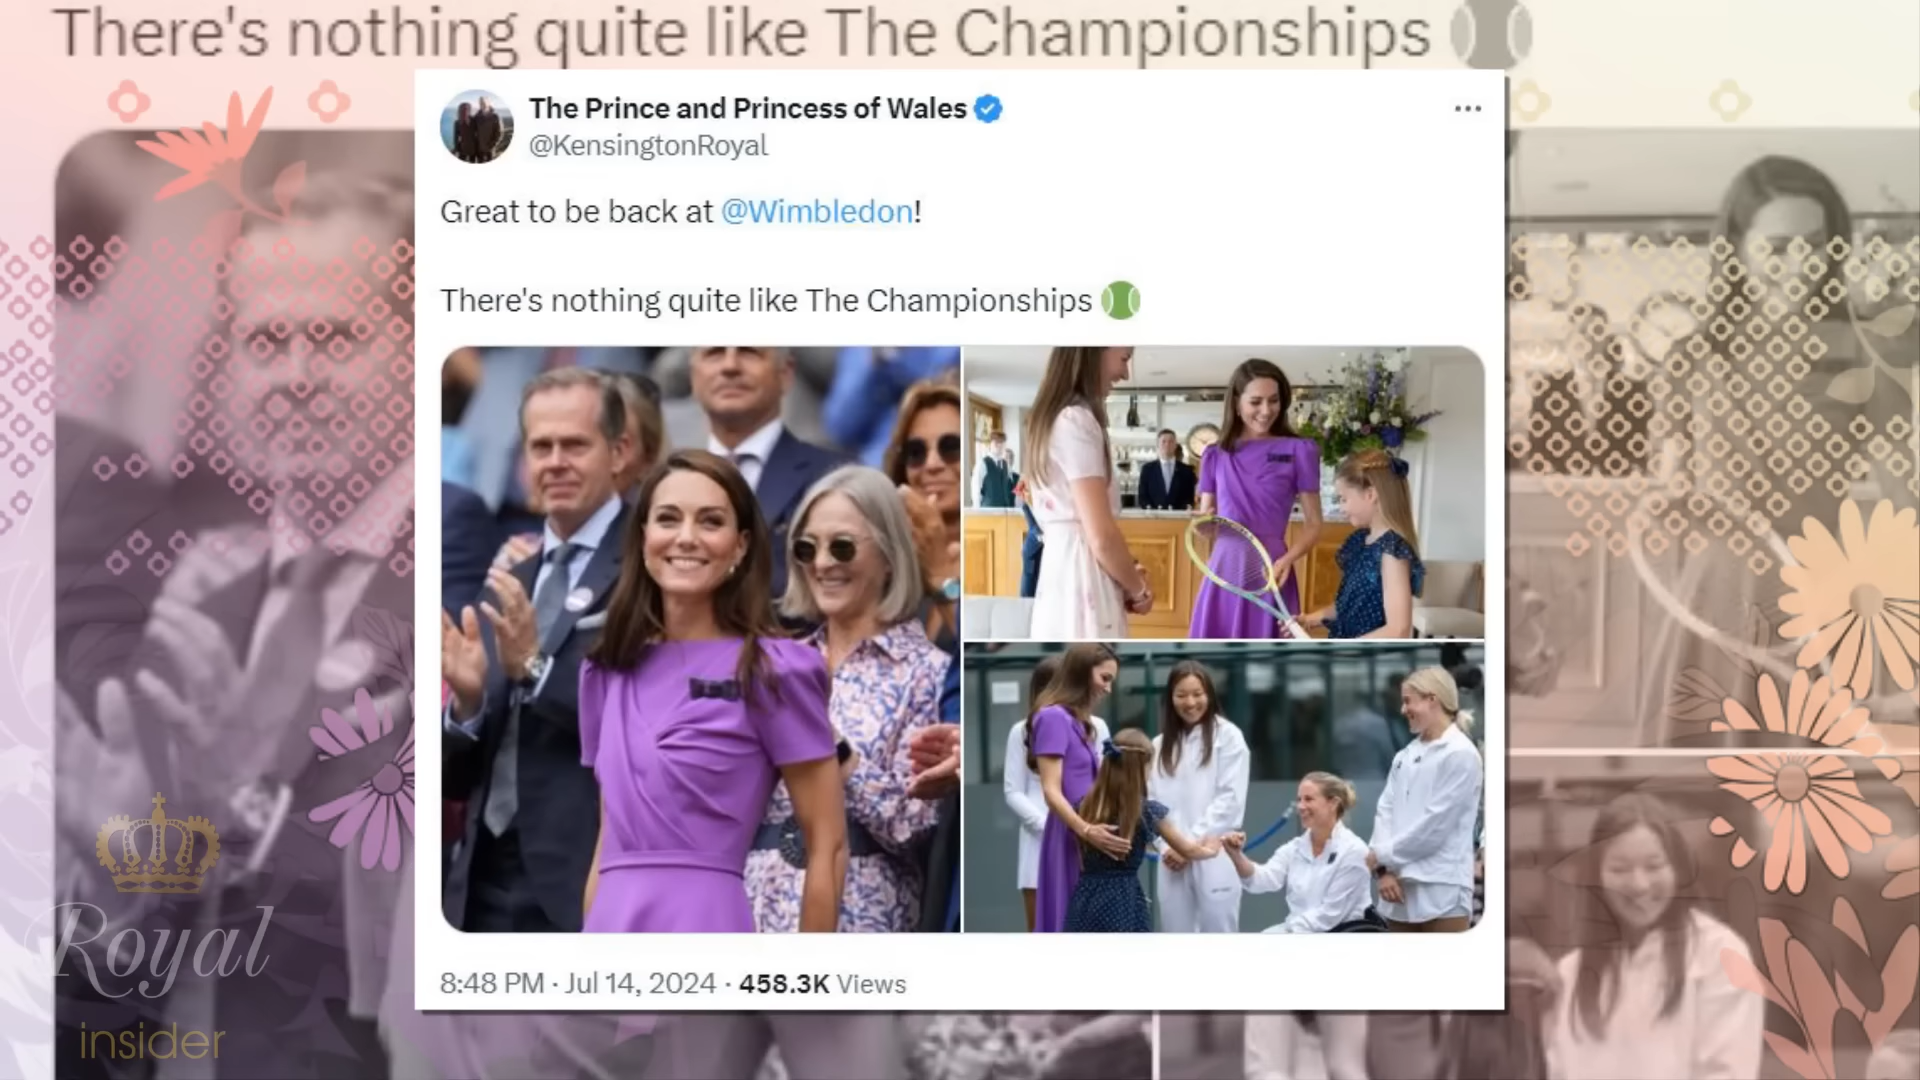 There's nothing quite like The Championships
The Prince and Princess of Wales
@KensingtonRoyal
Great to be back at @Wimbledon!
There's nothing quite like The Championships
8:48 PM · Jul 14, 2024 · 458.3K Views
Royal
insider